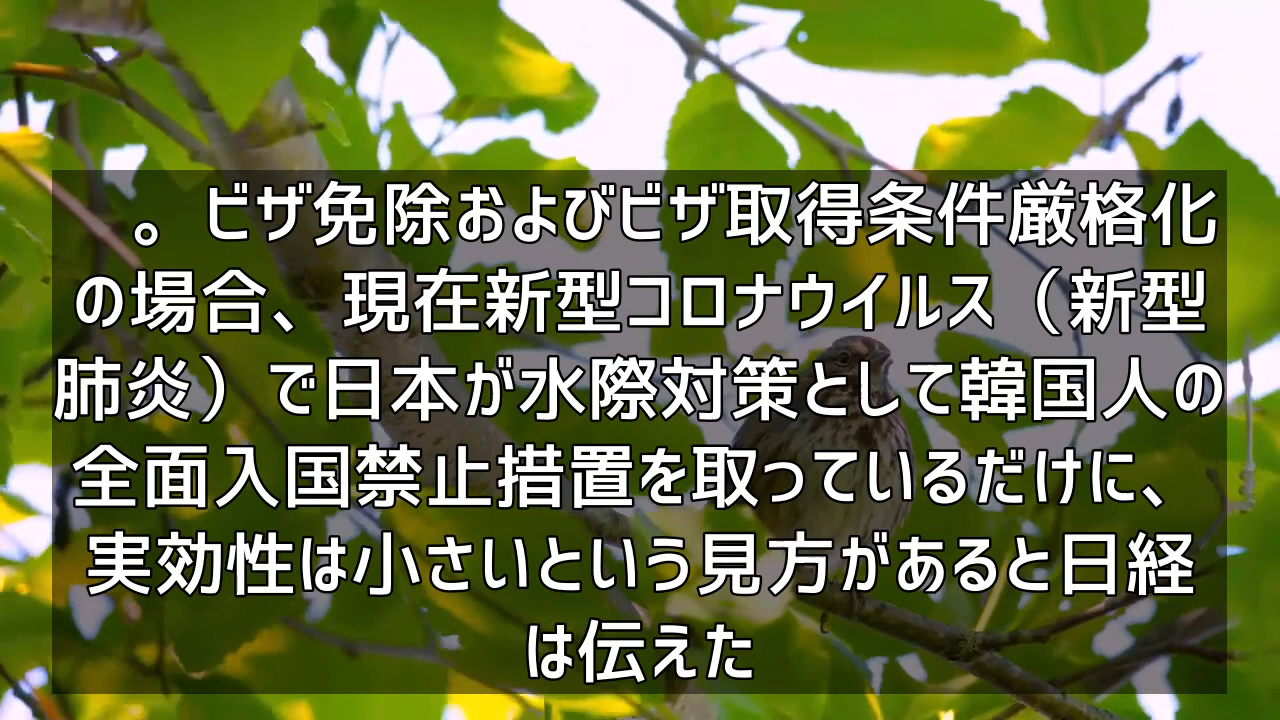 。ビザ免除およびビザ取得条件厳格化
の場合、現在新型コロナウイルス（新型
肺炎）で日本が水際対策として韓国人の
全面入国禁止措置を取っているだけに、
実効性は小さいという見方があると日経
は伝えた